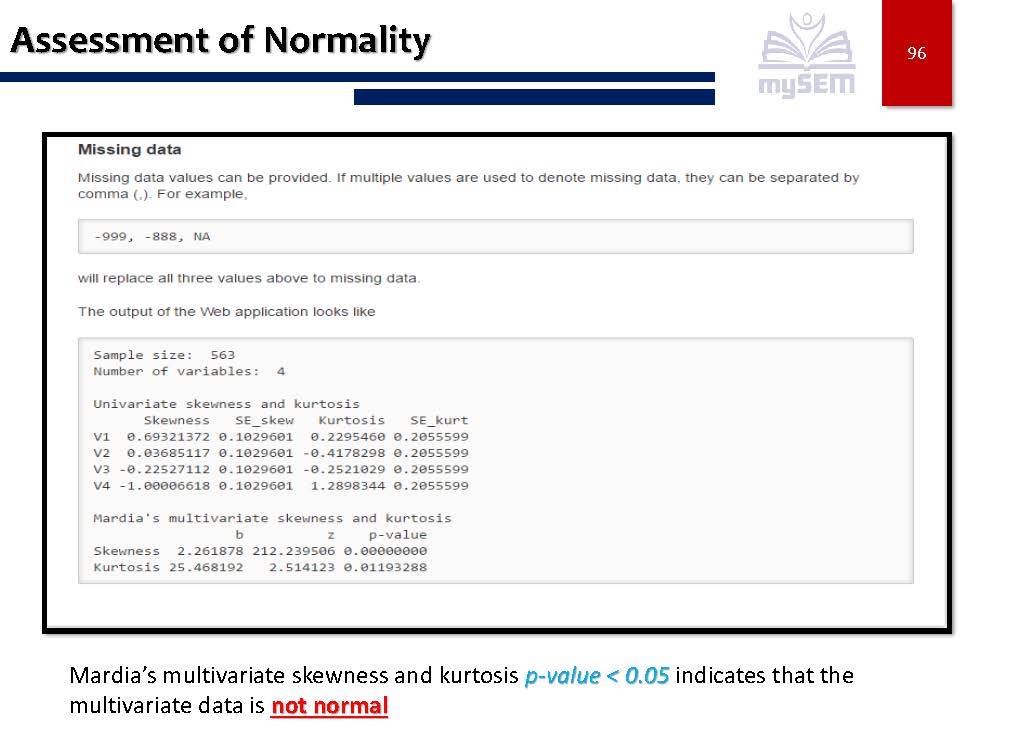 Assessment of Normality
mySEM
96
Missing data
Missing data values can be provided. If multiple values are used to denote missing data, they can be separated by
comma (,). For example,
-999, -888, NA
will replace all three values above to missing data.
The output of the Web application looks like
Sample size:  563
Number of variables:  4
Univariate skewness and kurtosis
Skewness   SE_skew   Kurtosis   SE_kurt
V1  0.69321372 0.1029601  0.2295460 0.2055599
V2  0.03685117 0.1029601 -0.4178298 0.2055599
V3 -0.22527112 0.1029601 -0.2521029 0.2055599
V4 -1.00006618 0.1029601  1.2898344 0.2055599
Mardia's multivariate skewness and kurtosis
b          z    p-value
Skewness  2.261878 212.239506 0.00000000
Kurtosis 25.468192   2.514123 0.01193288
Mardia’s multivariate skewness and kurtosis p-value < 0.05 indicates that the
multivariate data is not normal